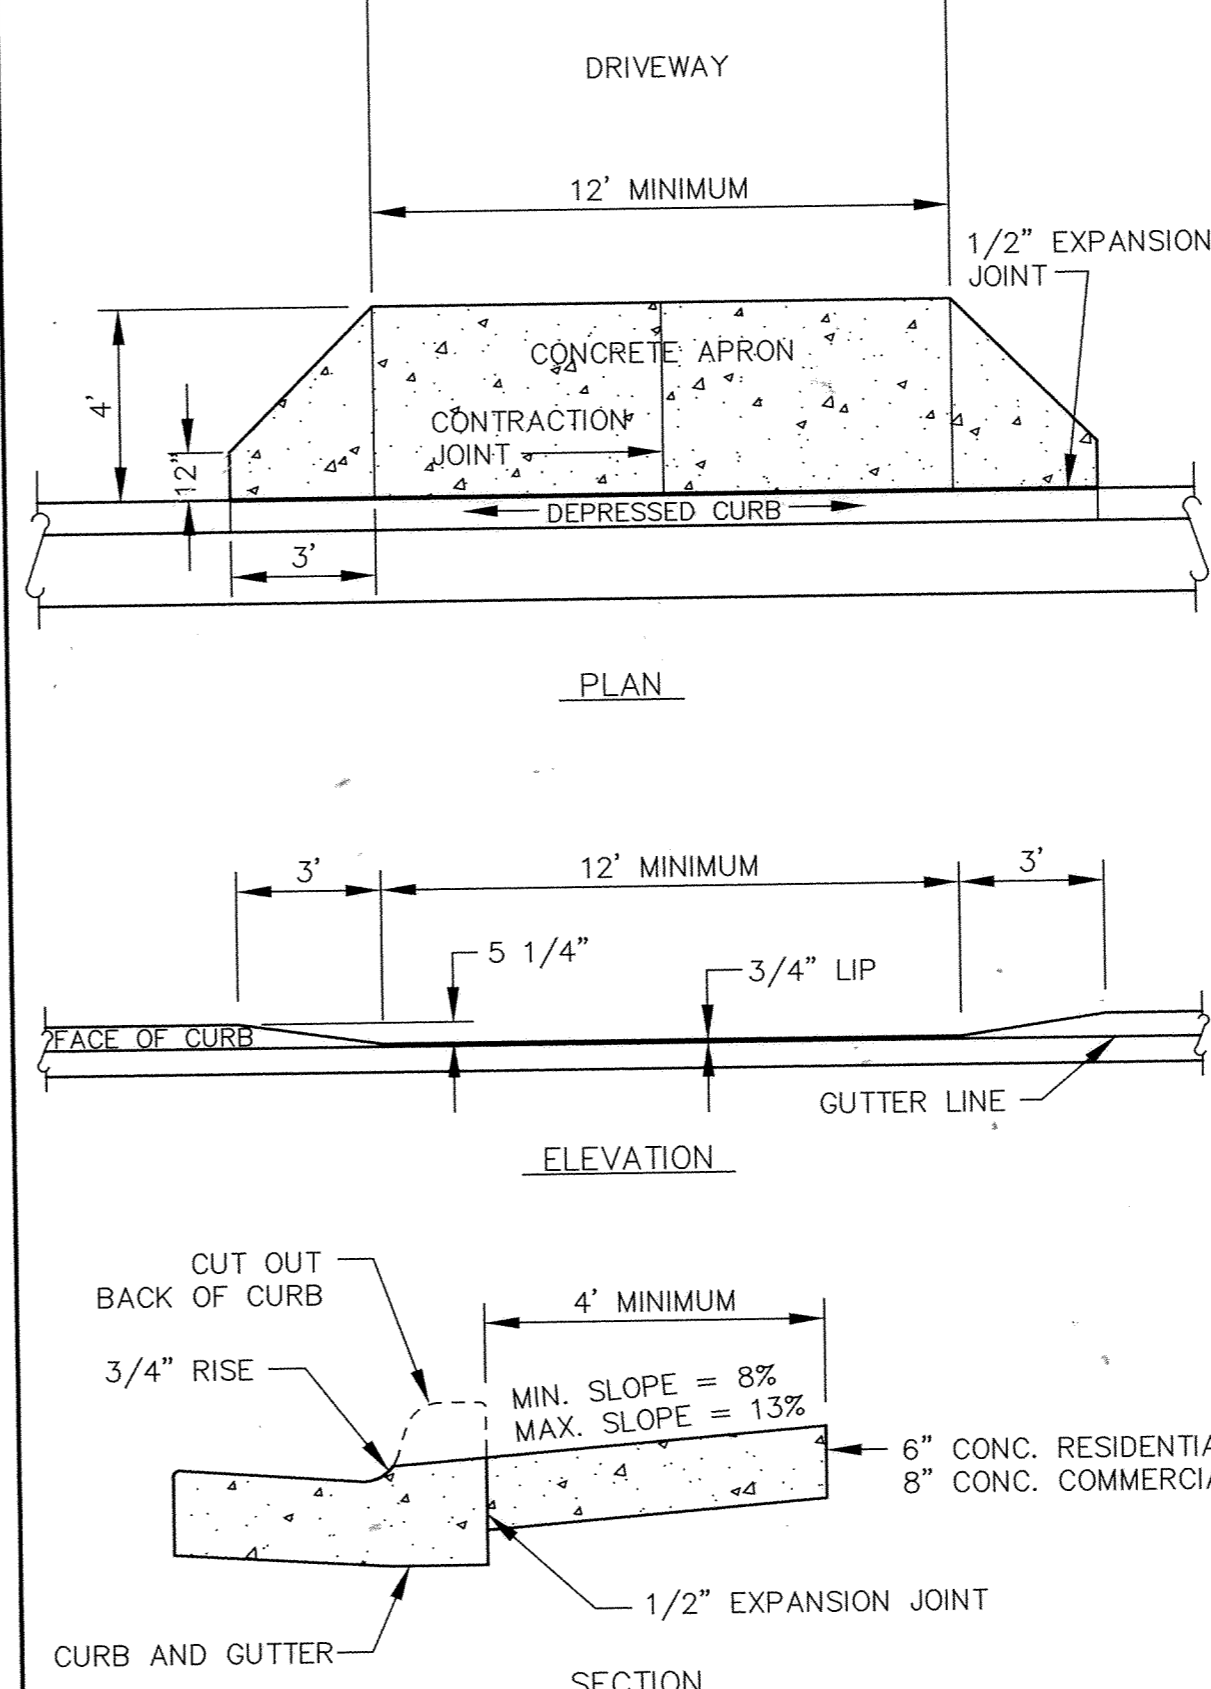 DRIVEWAY
12' MINIMUM
1/2" EXPANSION
JOINT
CONCRETE APRON
4'
CONTRACTION
JOINT
12"
DEPRESSED CURB
3'
PLAN
3'
12' MINIMUM
3'
5 1/4"
3/4" LIP
FACE OF CURB
GUTTER LINE
ELEVATION
CUT OUT
BACK OF CURB
4' MINIMUM
3/4" RISE
MIN. SLOPE = 8%
MAX. SLOPE = 13%
6" CONC. RESIDENTIA
8" CONC. COMMERCIA
1/2" EXPANSION JOINT
CURB AND GUTTER
SECTION